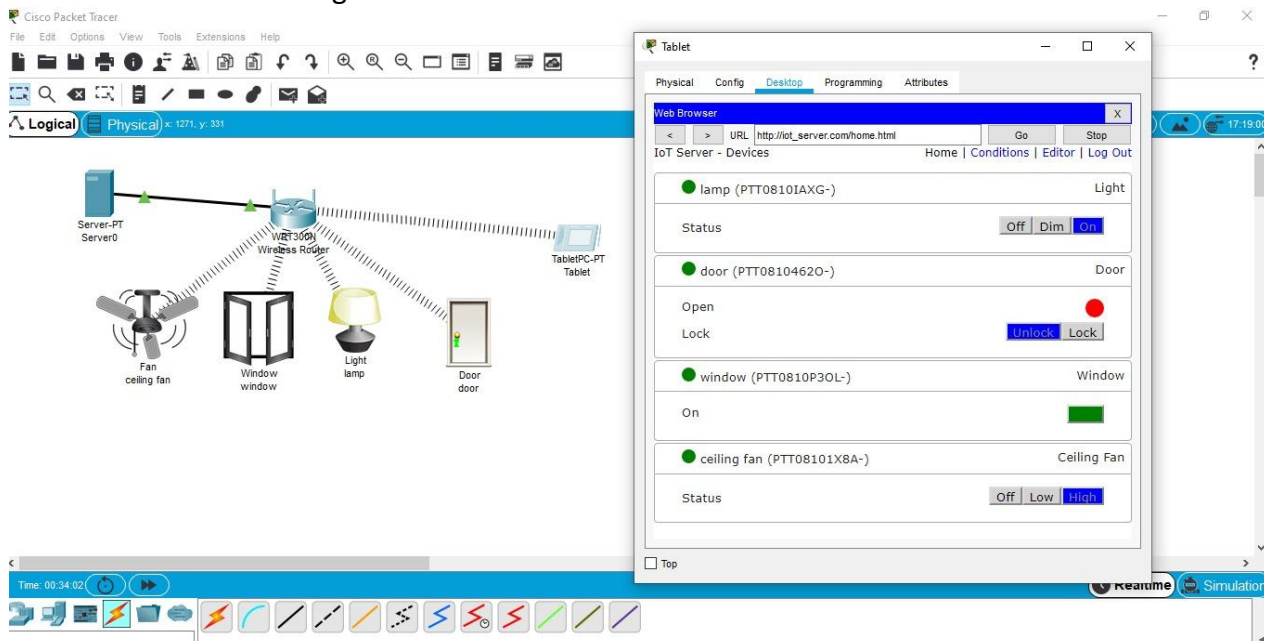 Cisco Packet Tracer
File Edit Options View Tools Extensions Help
Logical Physical x: 1271, y: 331
17:19:00
Server-PT
Server0
WRT300N
Wireless Router
TabletPC-PT
Tablet
Fan
ceiling fan
Window
window
Light
lamp
Door
door
Tablet
Physical Config Desktop Programming Attributes
Web Browser X
< > URL http://iot_server.com/home.html Go Stop
IoT Server - Devices Home | Conditions | Editor | Log Out
lamp (PTT0810IAXG-) Light
Status Off Dim On
door (PTT0810462O-) Door
Open
Lock Unlock Lock
window (PTT0810P3OL-) Window
On
ceiling fan (PTT08101X8A-) Ceiling Fan
Status Off Low High
Top
Time: 00:34:02 Realtime Simulation